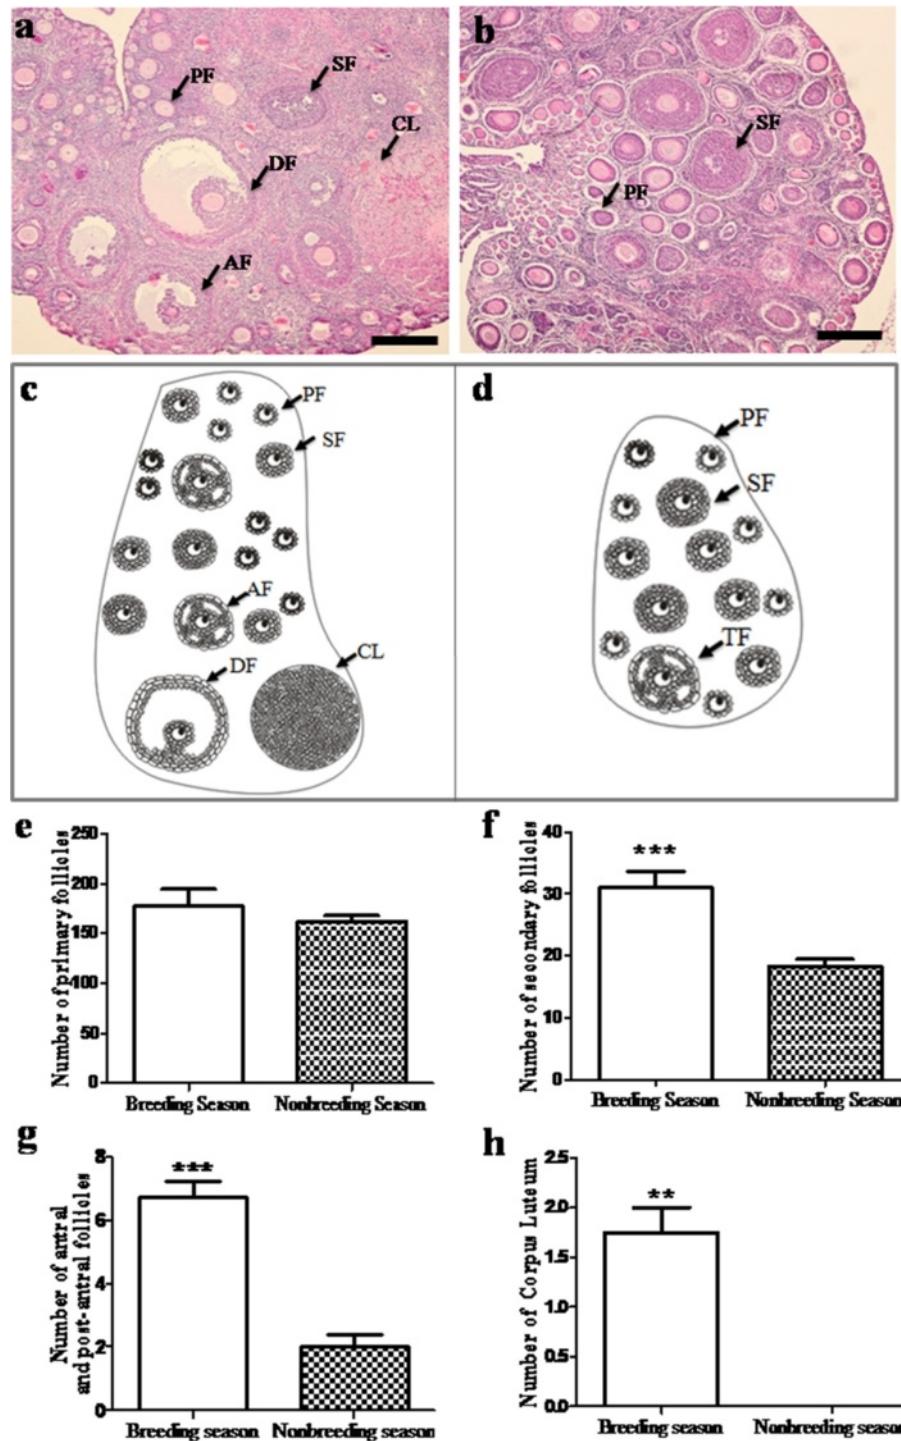 a
PF
SF
CL
DF
AF
b
SF
PF
c
PF
SF
AF
DF
CL
d
PF
SF
TF
e
Number of primary follicles
250
200
150
100
50
0
Breeding Season
Nonbreeding Season
f
Number of secondary follicles
40
30
20
10
0
***
Breeding Season
Nonbreeding Season
g
Number of antral
and post-antral follicles
8
6
4
2
0
***
Breeding season
Nonbreeding season
h
Number of Corpus Luteum
2.5
2.0
1.5
1.0
0.5
0.0
**
Breeding season
Nonbreeding season